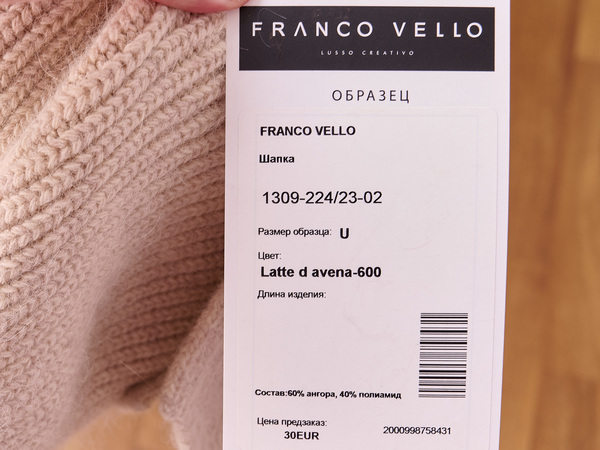 FRANCO VELLO
LUSSO CREATIVO
ОБРАЗЕЦ
FRANCO VELLO
Шапка
1309-224/23-02
Размер образца: U
Цвет:
Latte d avena-600
Длина изделия:
Состав:60% ангора, 40% полиамид
Цена предзаказ:
30EUR
2000998758431